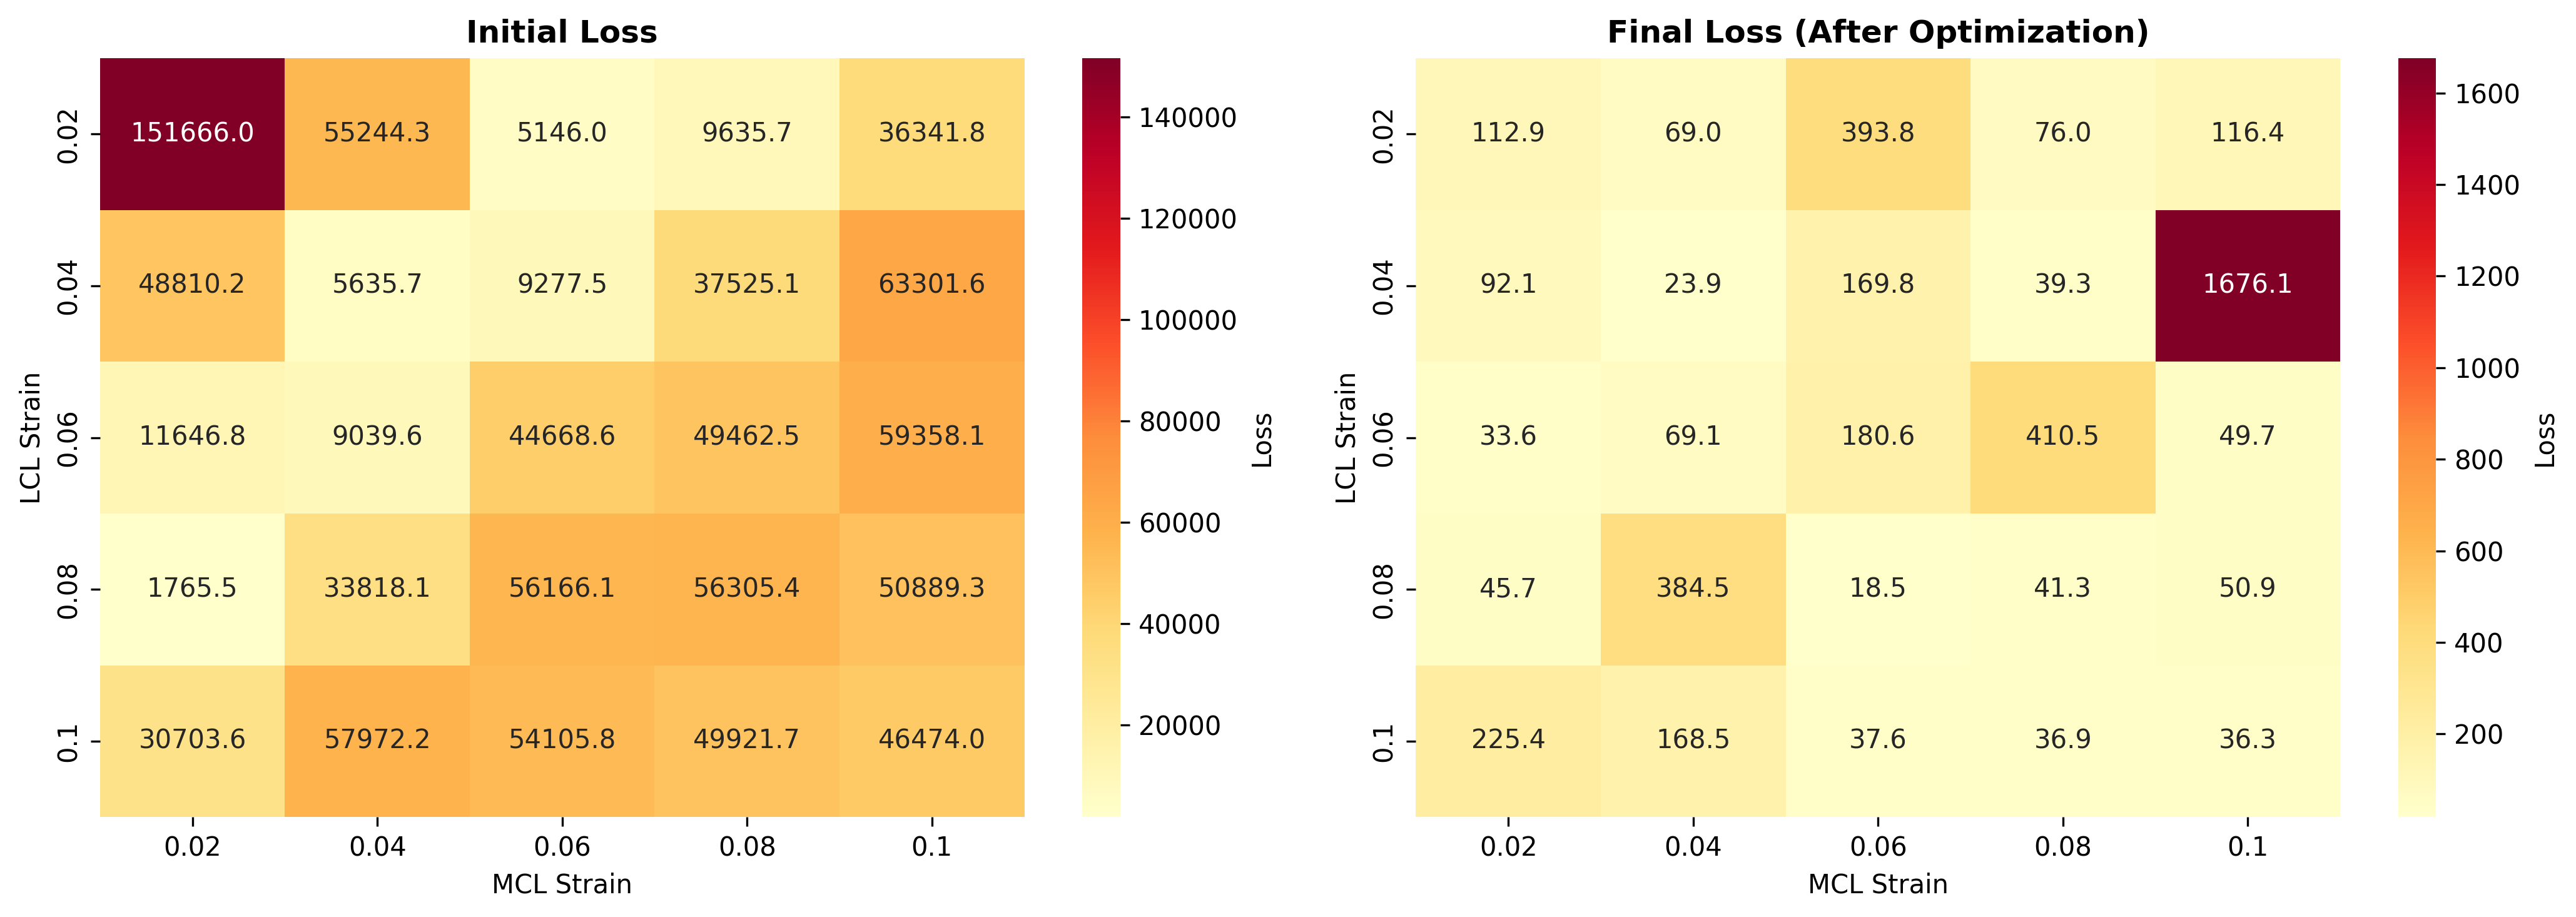 Initial Loss
LCL Strain
0.02 151666.0 55244.3 5146.0 9635.7 36341.8
0.04 48810.2 5635.7 9277.5 37525.1 63301.6
0.06 11646.8 9039.6 44668.6 49462.5 59358.1
0.08 1765.5 33818.1 56166.1 56305.4 50889.3
0.1 30703.6 57972.2 54105.8 49921.7 46474.0
0.02 0.04 0.06 0.08 0.1
MCL Strain
140000
120000
100000
80000
60000
40000
20000
Loss
Final Loss (After Optimization)
LCL Strain
0.02 112.9 69.0 393.8 76.0 116.4
0.04 92.1 23.9 169.8 39.3 1676.1
0.06 33.6 69.1 180.6 410.5 49.7
0.08 45.7 384.5 18.5 41.3 50.9
0.1 225.4 168.5 37.6 36.9 36.3
0.02 0.04 0.06 0.08 0.1
MCL Strain
1600
1400
1200
1000
800
600
400
200
Loss